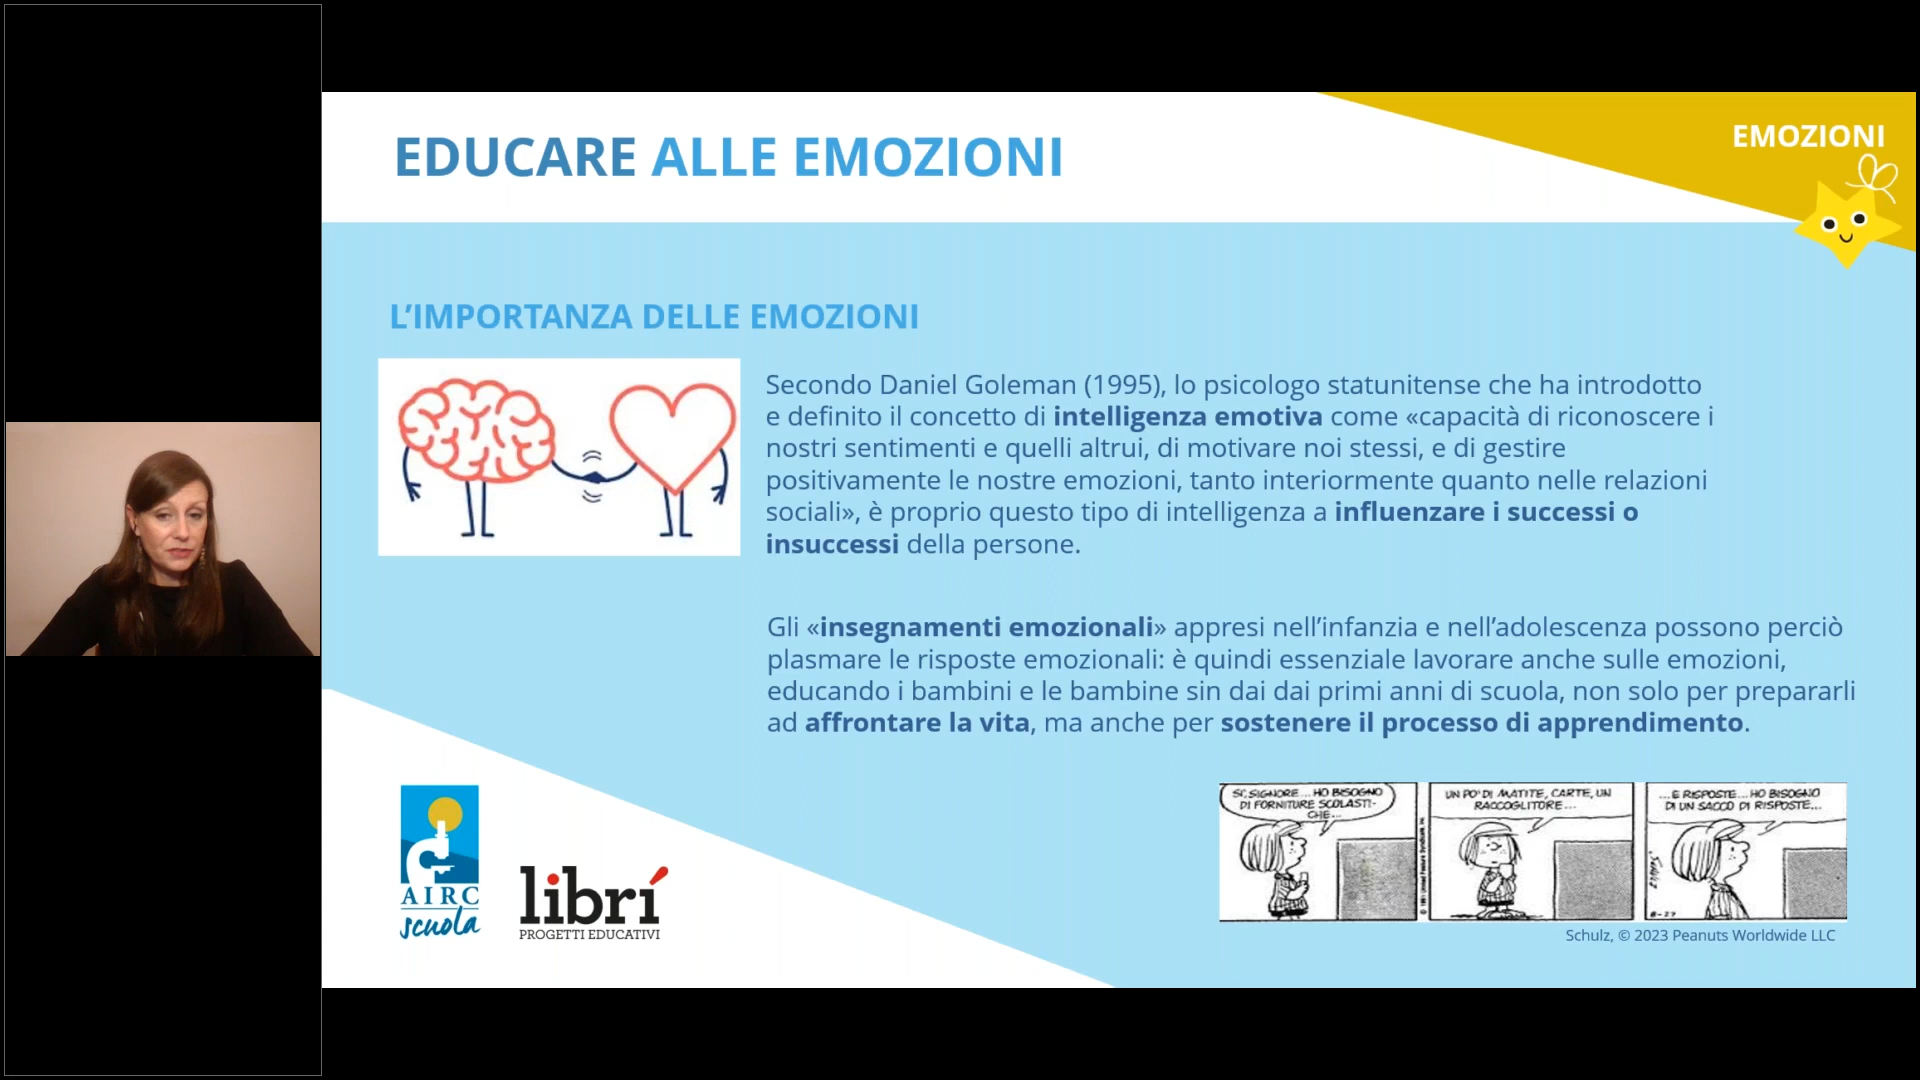 EDUCARE ALLE EMOZIONI
EMOZIONI
L'IMPORTANZA DELLE EMOZIONI
Secondo Daniel Goleman (1995), lo psicologo statunitense che ha introdotto
e definito il concetto di intelligenza emotiva come «capacità di riconoscere i
nostri sentimenti e quelli altrui, di motivare noi stessi, e di gestire
positivamente le nostre emozioni, tanto interiormente quanto nelle relazioni
sociali», è proprio questo tipo di intelligenza a influenzare i successi o
insuccessi della persone.
Gli «insegnamenti emozionali» appresi nell'infanzia e nell'adolescenza possono perciò
plasmare le risposte emozionali: è quindi essenziale lavorare anche sulle emozioni,
educando i bambini e le bambine sin dai dai primi anni di scuola, non solo per prepararli
ad affrontare la vita, ma anche per sostenere il processo di apprendimento.
SI, SIGNORE... HO BISOGNO
DI FORNITURE SCOLASTI-
CHE...
UN PO' DI MATITE, CARTE, UN
RACCOGLITORE...
...E RISPOSTE... HO BISOGNO
DI UN SACCO DI RISPOSTE...
8-27
Schulz, © 2023 Peanuts Worldwide LLC
AIRC
scuola
librí
PROGETTI EDUCATIVI